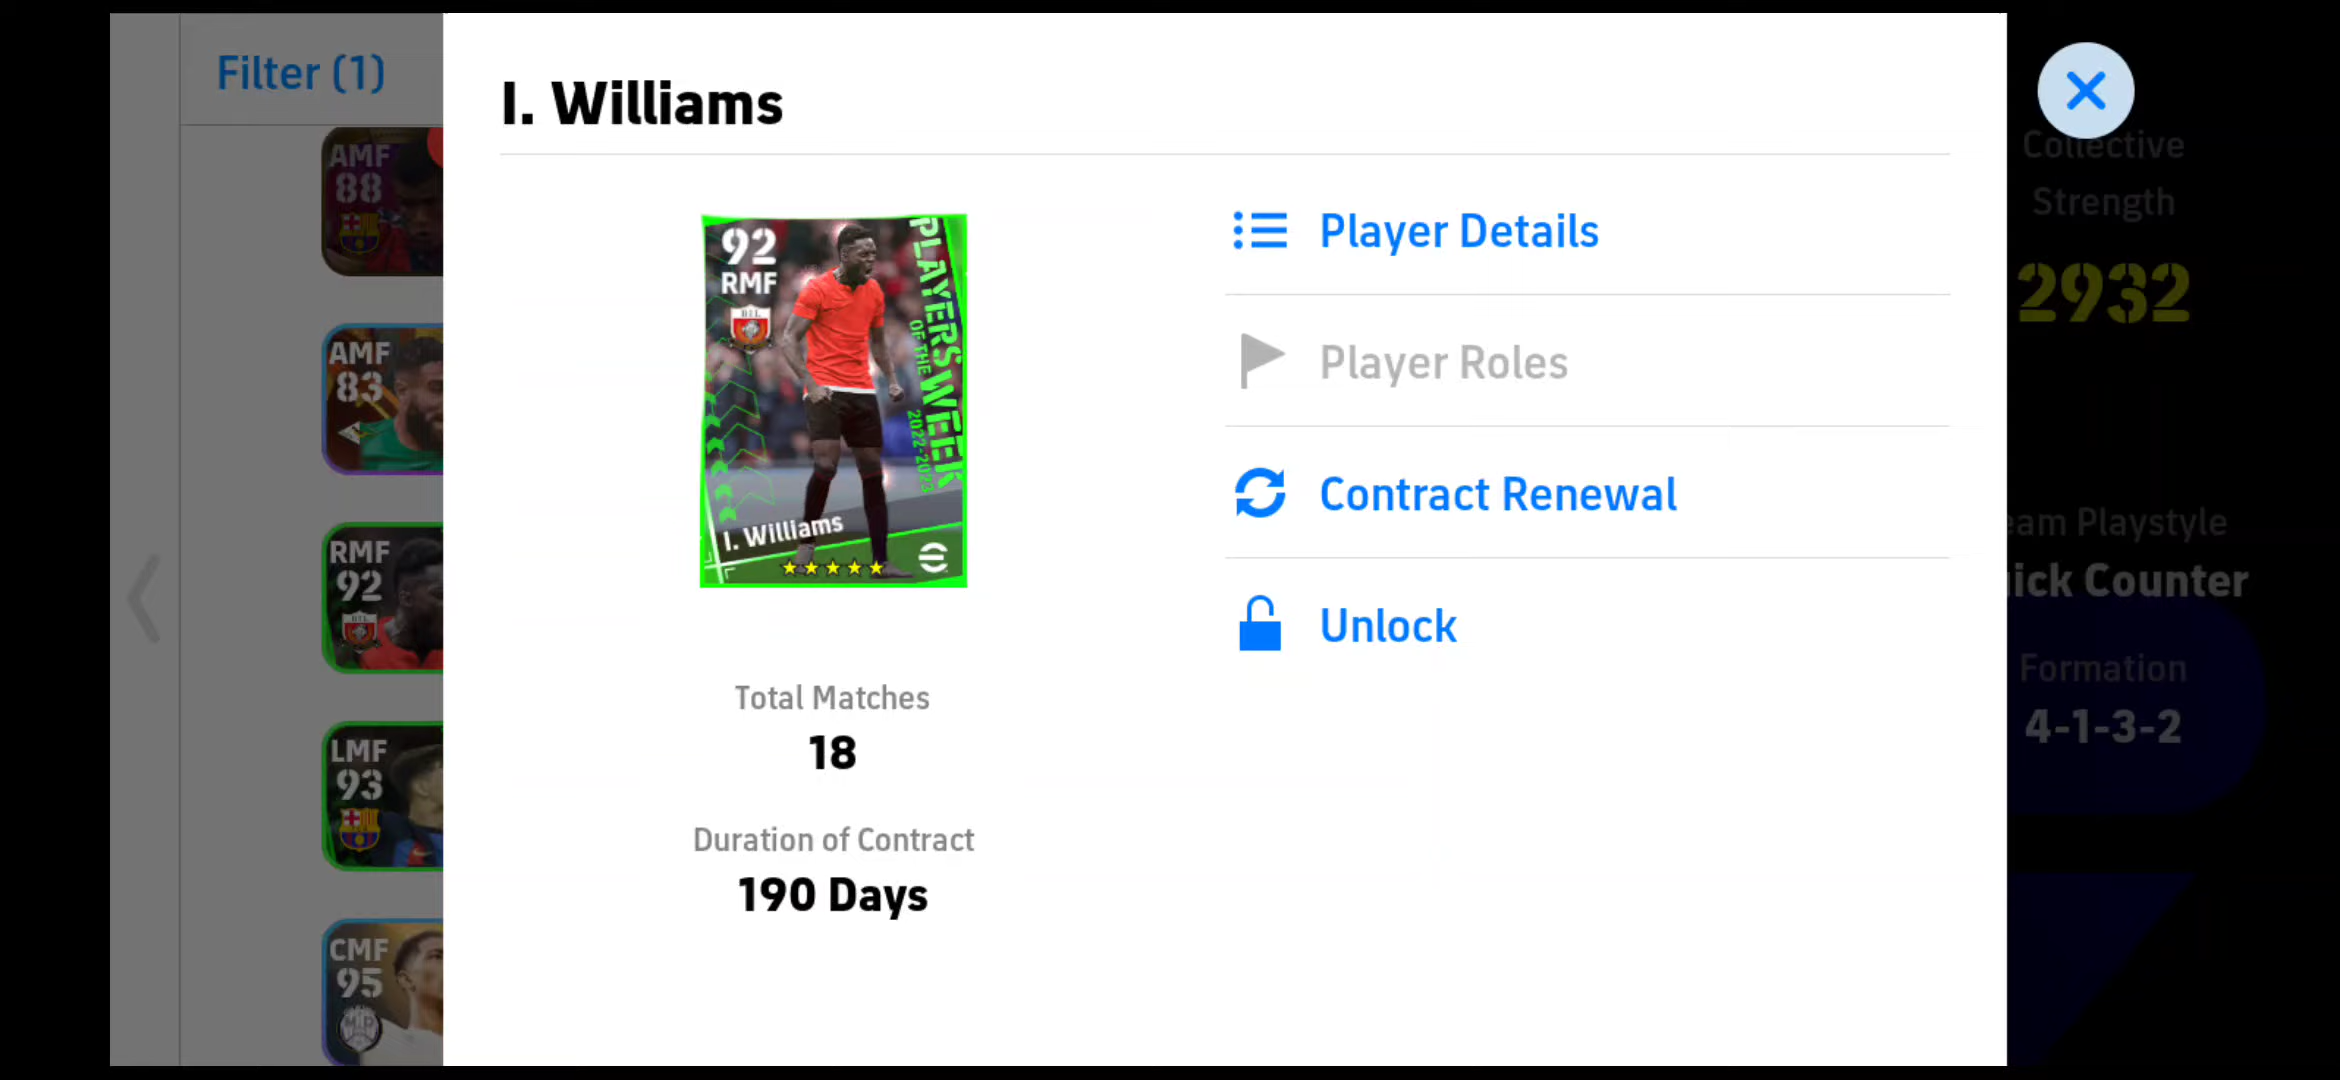 Filter (1)
AMF
88
AMF
83
RMF
92
LMF
93
CMF
95
I. Williams
92
RMF
PLAYERS
OF THE WEEK
2022-2023
I. Williams
Total Matches
18
Duration of Contract
190 Days
Player Details
Player Roles
Contract Renewal
Unlock
Collective
Strength
2932
eam Playstyle
ick Counter
Formation
4-1-3-2